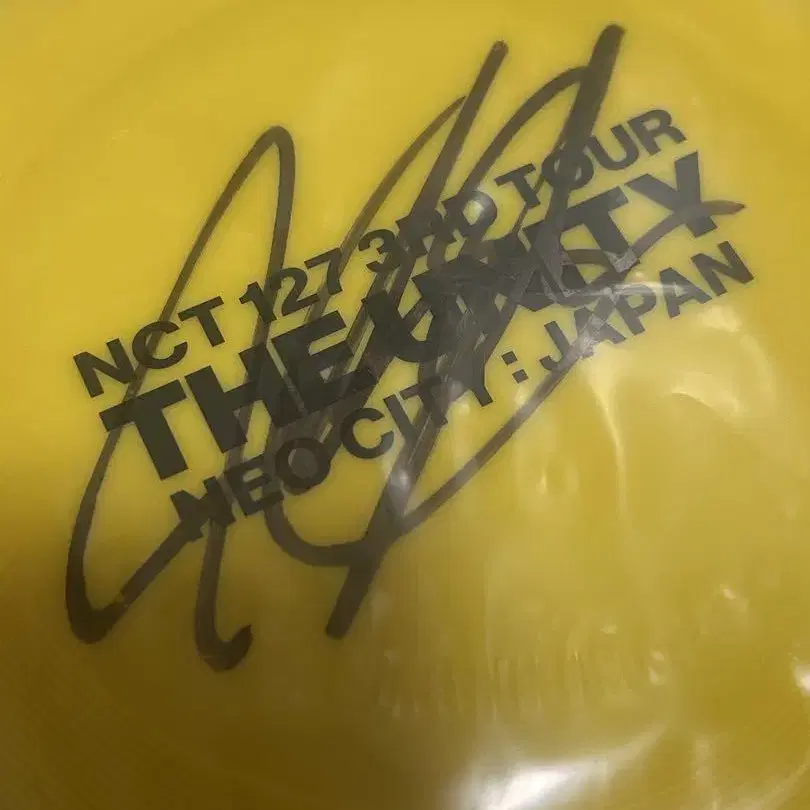 NCT 127 3RD TOUR
THE UNITY
NEO CITY : JAPAN